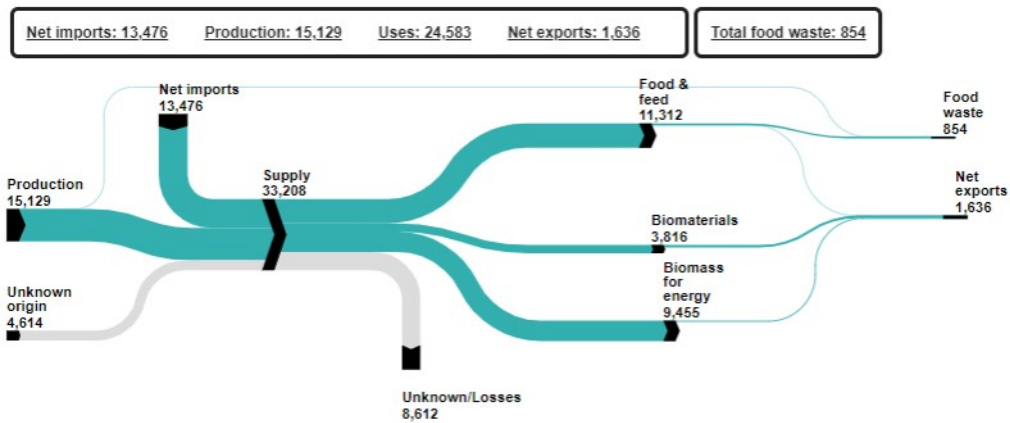 Net imports: 13,476 Production: 15,129 Uses: 24,583 Net exports: 1,636 Total food waste: 854
Net imports
13,476
Food &
feed
11,312
Food
waste
854
Production
15,129
Supply
33,208
Net
exports
1,636
Biomaterials
3,816
Biomass
for
energy
9,455
Unknown
origin
4,614
Unknown/Losses
8,612